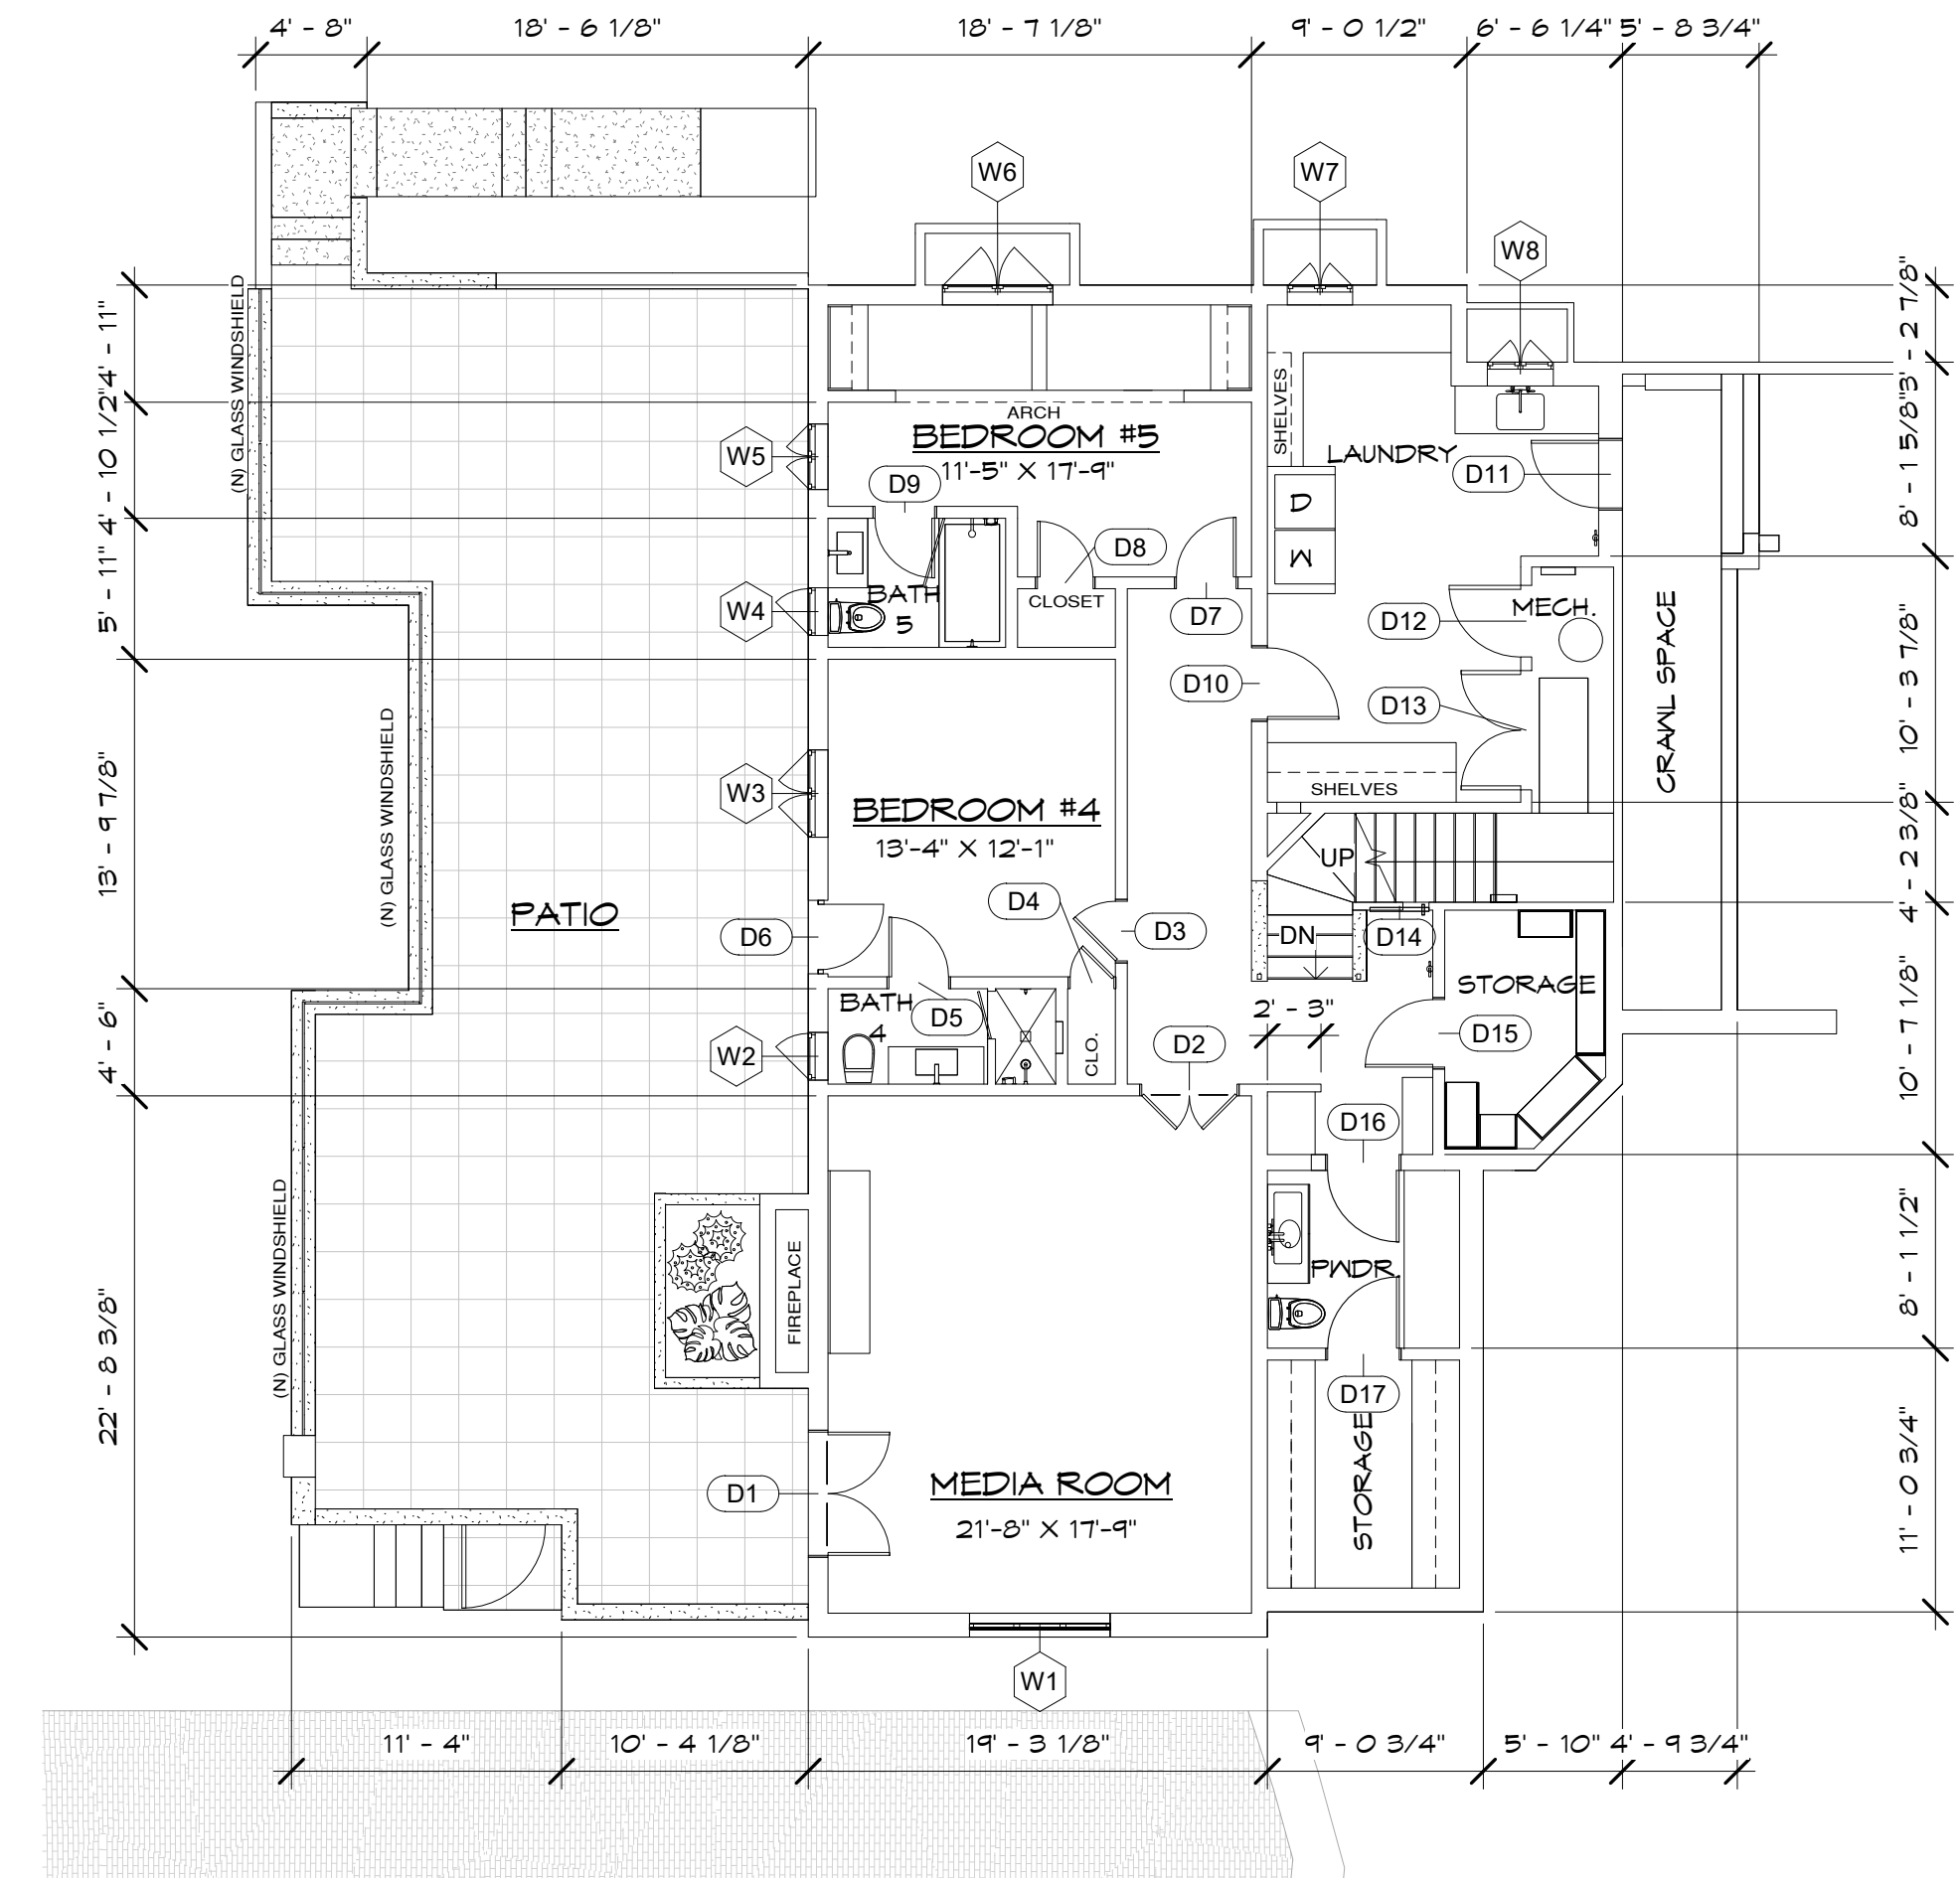 4' - 8"
18' - 6 1/8"
18' - 7 1/8"
9' - 0 1/2"
6' - 6 1/4"
5' - 8 3/4"
W6
W7
W8
3' - 2 7/8"
(N) GLASS WINDSHIELD
4' - 11"
ARCH
BEDROOM #5
11'-5" X 17'-9"
SHELVES
LAUNDRY
W5
D9
D11
4' - 10 1/2"
8' - 1 5/8"
D
W
D8
BATH
5
CLOSET
D7
W4
D12
MECH.
5' - 11"
D10
D13
CRAWL SPACE
10' - 3 7/8"
(N) GLASS WINDSHIELD
W3
BEDROOM #4
13'-4" X 12'-1"
SHELVES
13' - 9 7/8"
UP
4' - 2 3/8"
PATIO
D4
D6
D3
DN
D14
STORAGE
BATH
4
D5
2' - 3"
D15
10' - 7 1/8"
4' - 6"
W2
CLO.
D2
D16
(N) GLASS WINDSHIELD
FIREPLACE
PWDR
8' - 1 1/2"
22' - 8 3/8"
D17
STORAGE
D1
MEDIA ROOM
21'-8" X 17'-9"
11' - 0 3/4"
W1
11' - 4"
10' - 4 1/8"
19' - 3 1/8"
9' - 0 3/4"
5' - 10"
4' - 9 3/4"